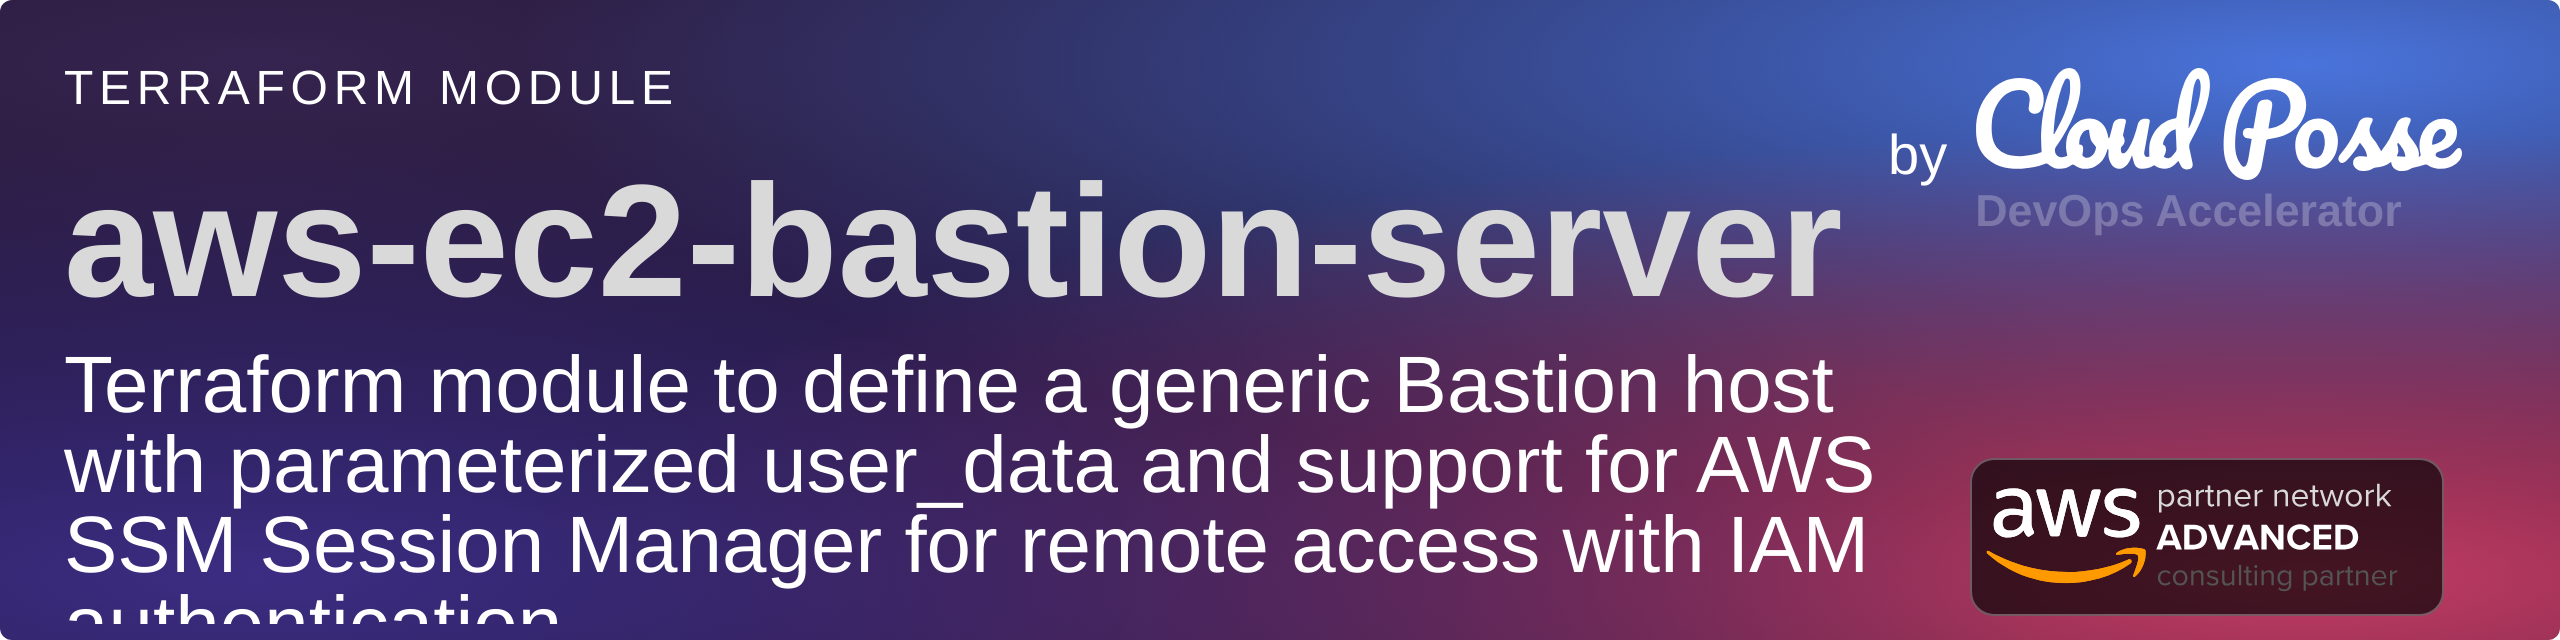 TERRAFORM MODULE
by Cloud Posse
DevOps Accelerator
aws-ec2-bastion-server
Terraform module to define a generic Bastion host
with parameterized user_data and support for AWS
SSM Session Manager for remote access with IAM
authentication
aws partner network
ADVANCED
consulting partner